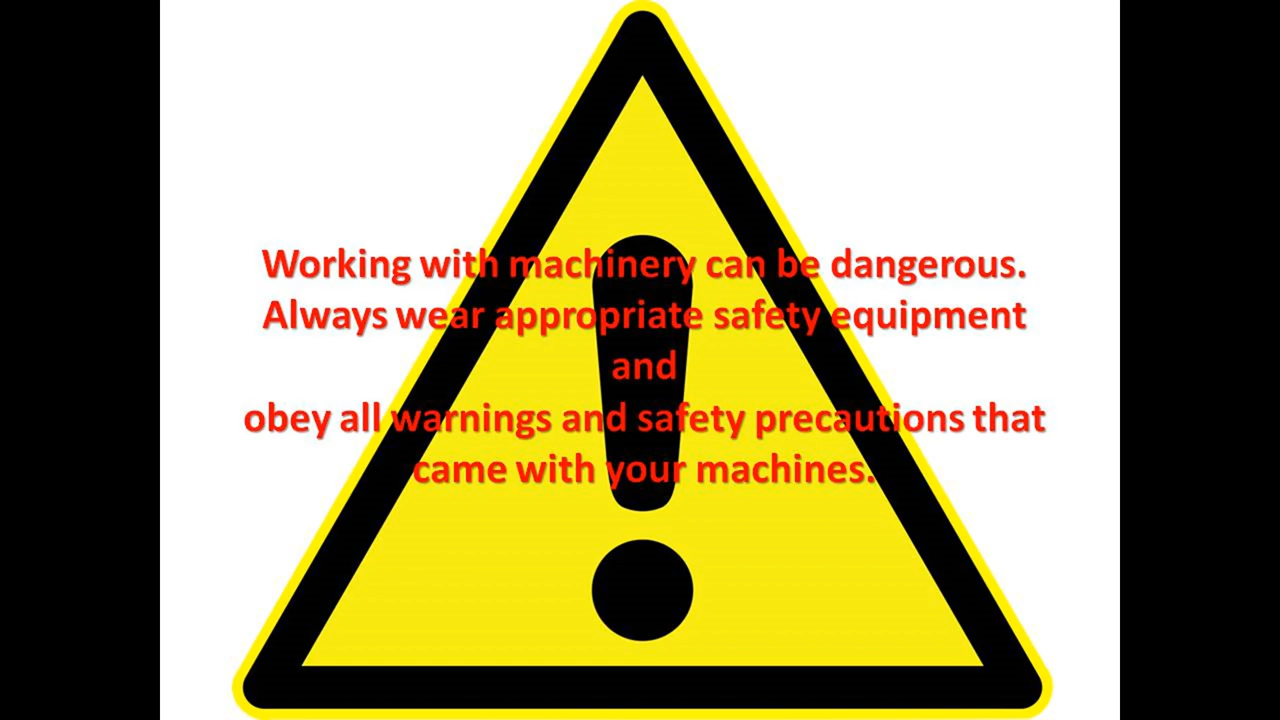 Working with machinery can be dangerous.
Always wear appropriate safety equipment
and
obey all warnings and safety precautions that
came with your machines.